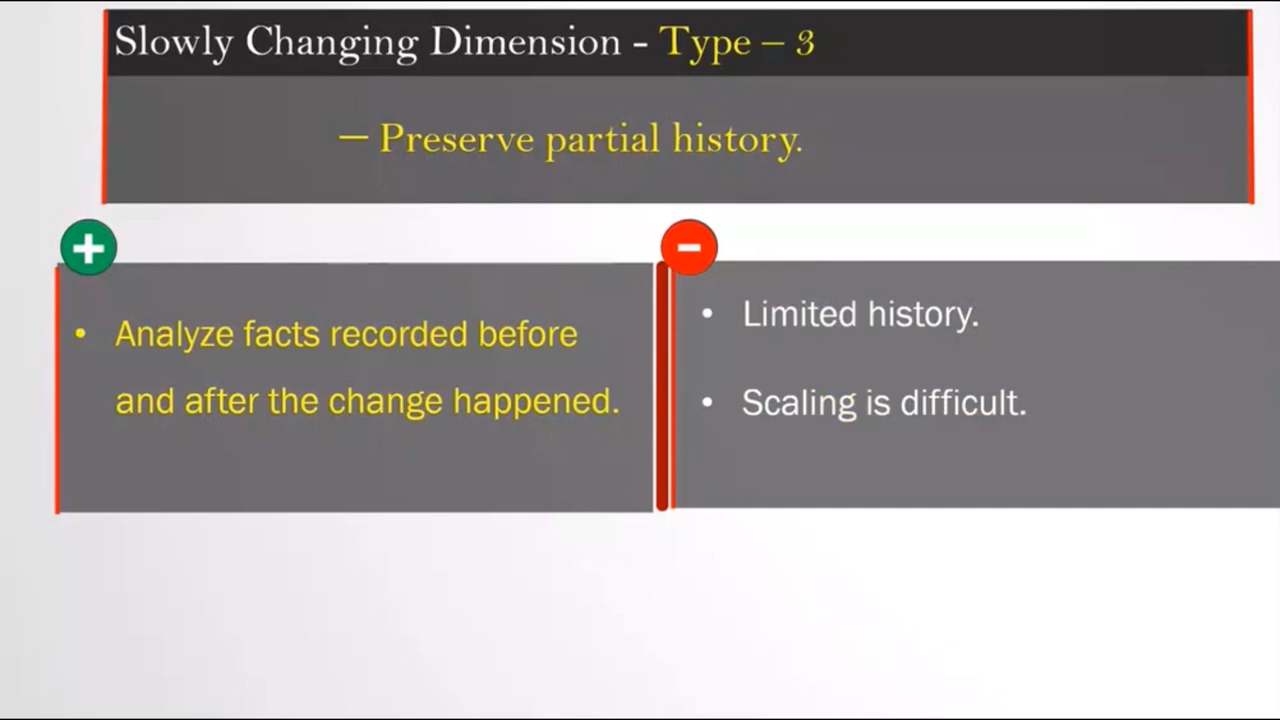 Slowly Changing Dimension - Type – 3
– Preserve partial history.
• Analyze facts recorded before
and after the change happened.
• Limited history.
• Scaling is difficult.